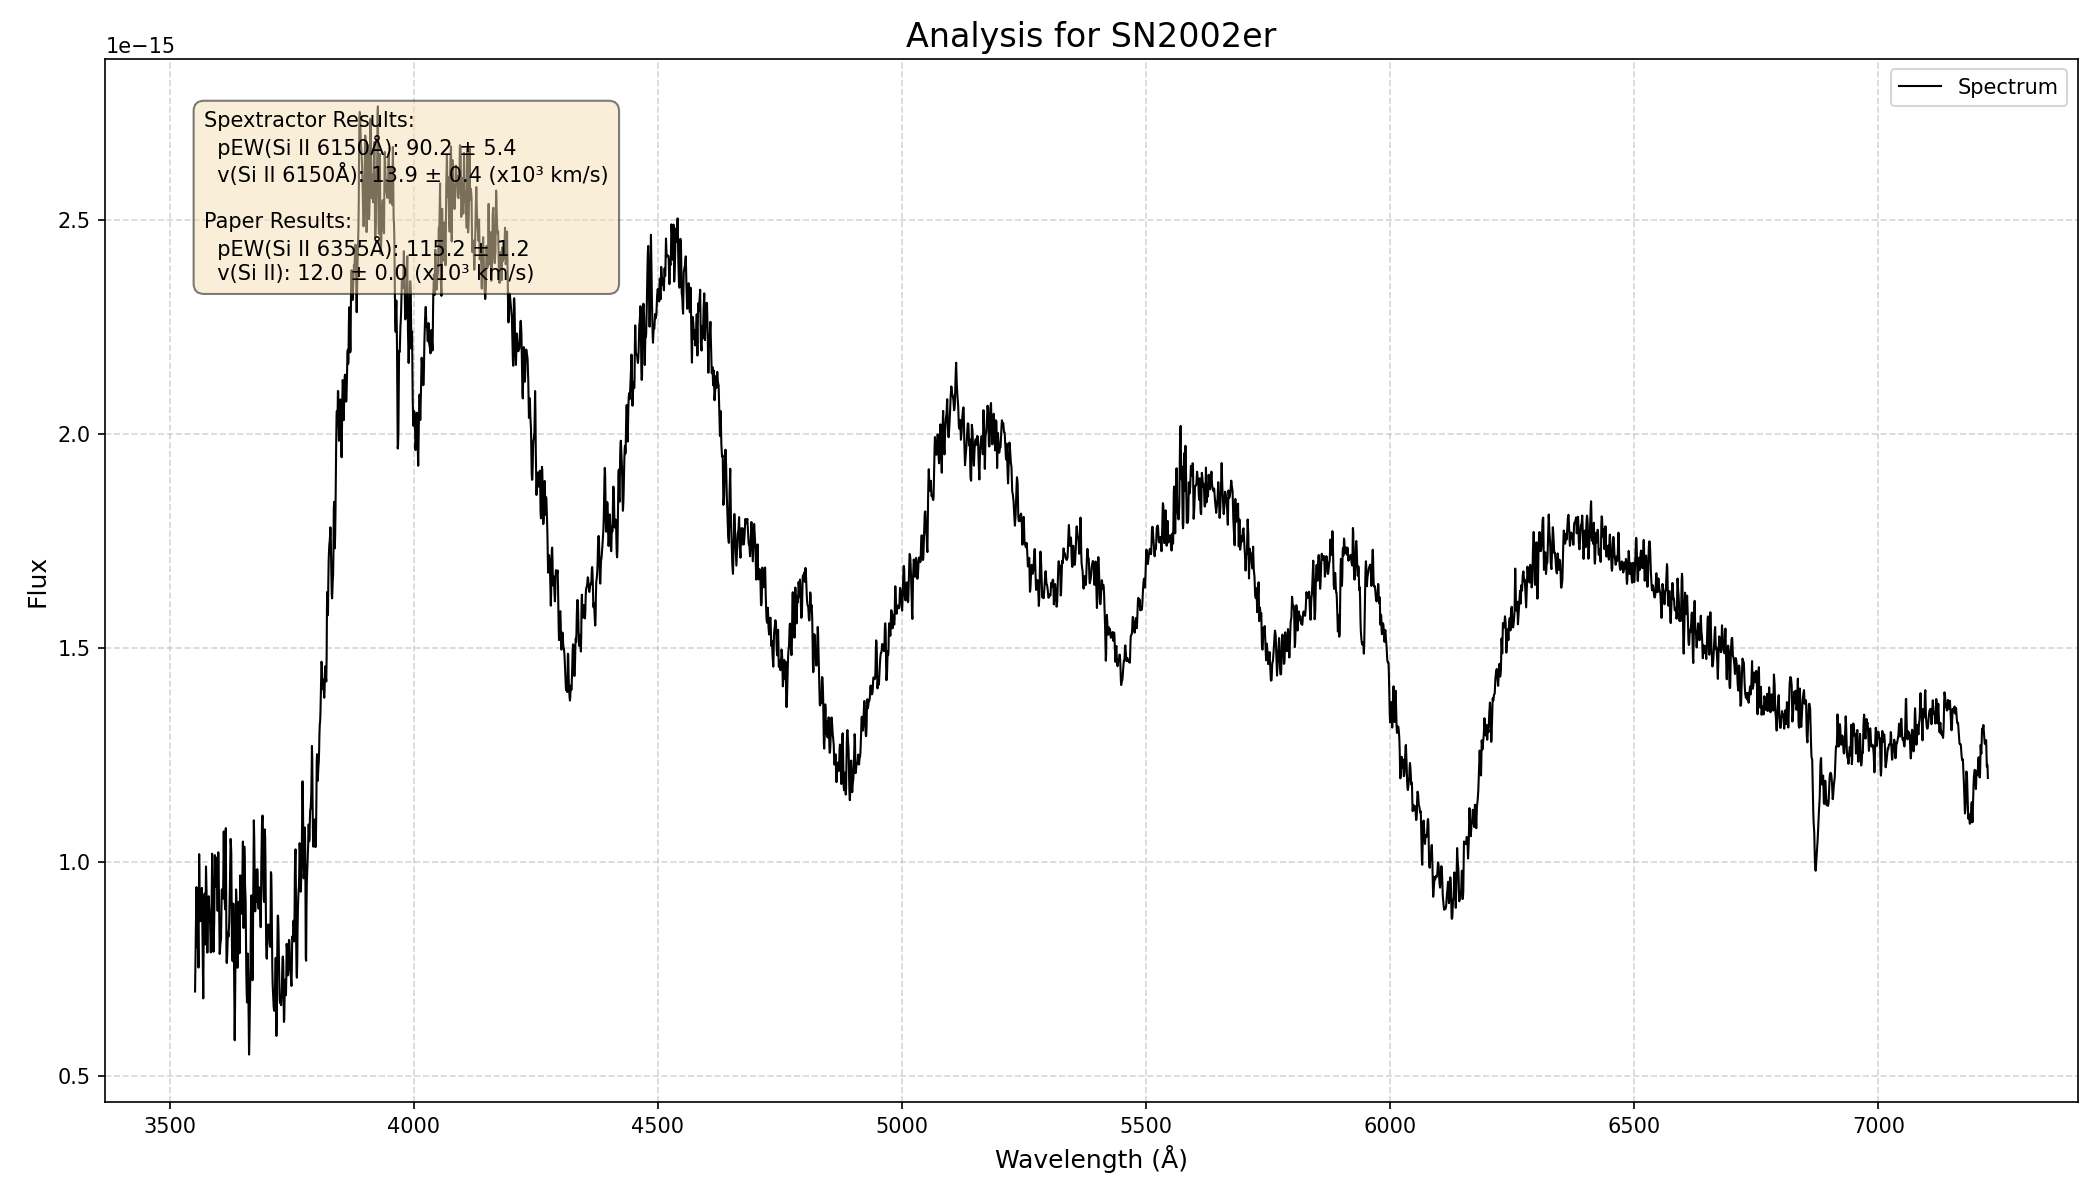 Analysis for SN2002er
1e−15
Spectrum
Spextractor Results:
pEW(Si II 6150Å): 90.2 ± 5.4
v(Si II 6150Å): 13.9 ± 0.4 (x10³ km/s)
Paper Results:
pEW(Si II 6355Å): 115.2 ± 1.2
v(Si II): 12.0 ± 0.0 (x10³ km/s)
Flux
2.5
2.0
1.5
1.0
0.5
3500 4000 4500 5000 5500 6000 6500 7000
Wavelength (Å)